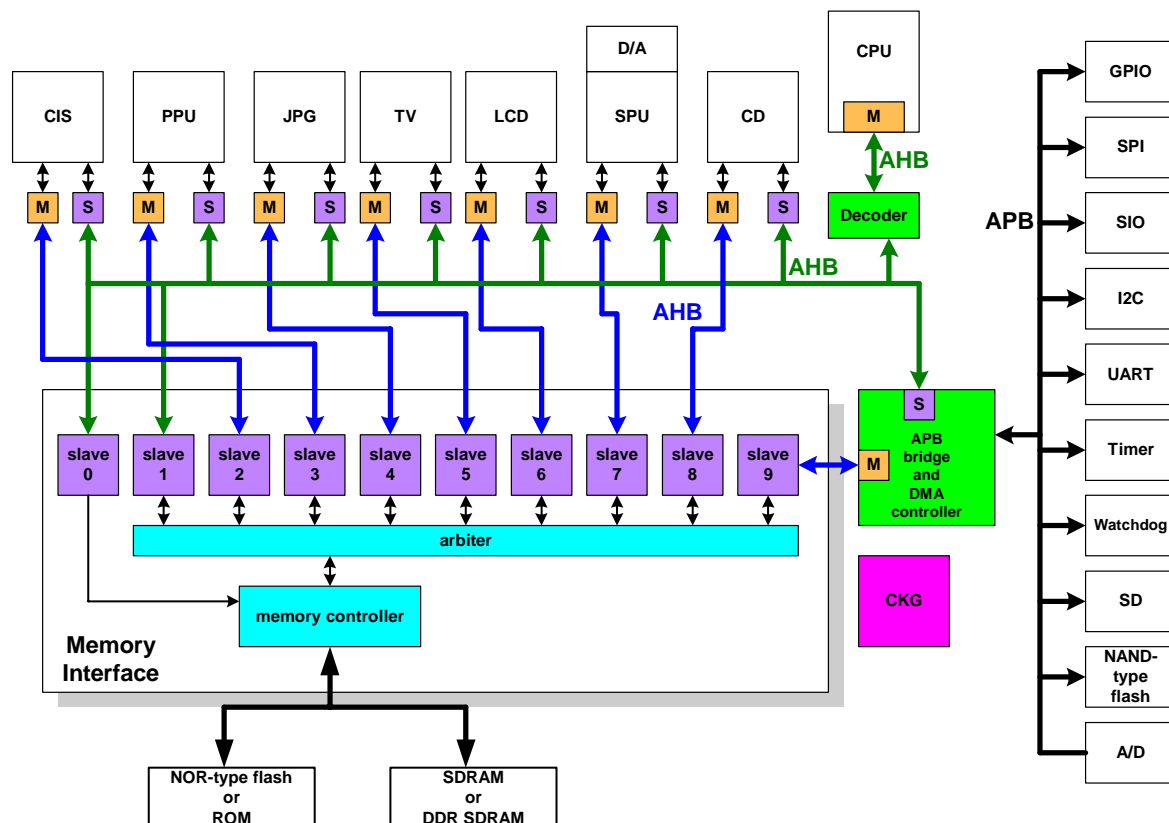 D/A
CPU
CIS
PPU
JPG
TV
LCD
SPU
CD
M
GPIO
SPI
SIO
I2C
UART
Timer
Watchdog
SD
NAND-
type
flash
A/D
APB
AHB
Decoder
M
S
M
S
M
S
M
S
M
S
M
S
M
S
AHB
AHB
slave
0
slave
1
slave
2
slave
3
slave
4
slave
5
slave
6
slave
7
slave
8
slave
9
S
M
APB
bridge
and
DMA
controller
arbiter
memory controller
CKG
Memory
Interface
NOR-type flash
or
ROM
SDRAM
or
DDR SDRAM